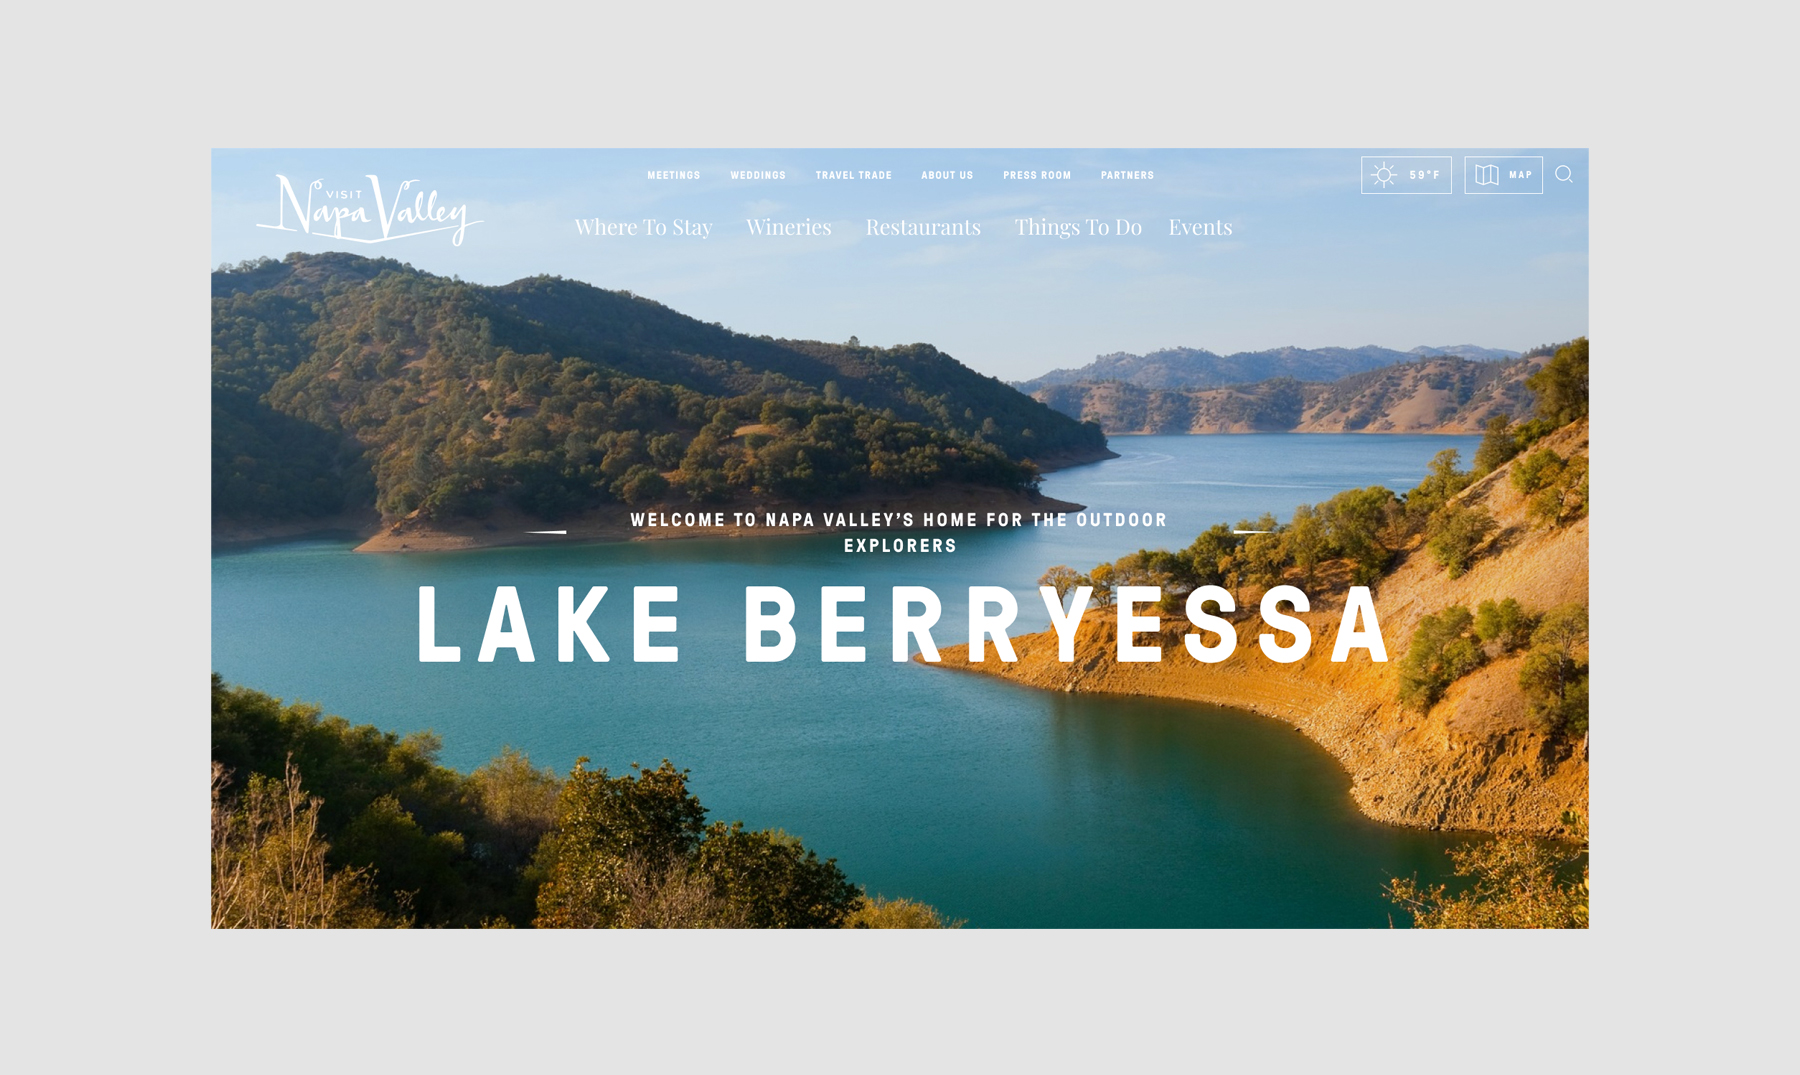 VISIT
Napa Valley
MEETINGS WEDDINGS TRAVEL TRADE ABOUT US PRESS ROOM PARTNERS
59°F
MAP
Where To Stay Wineries Restaurants Things To Do Events
WELCOME TO NAPA VALLEY’S HOME FOR THE OUTDOOR
EXPLORERS
LAKE BERRYESSA